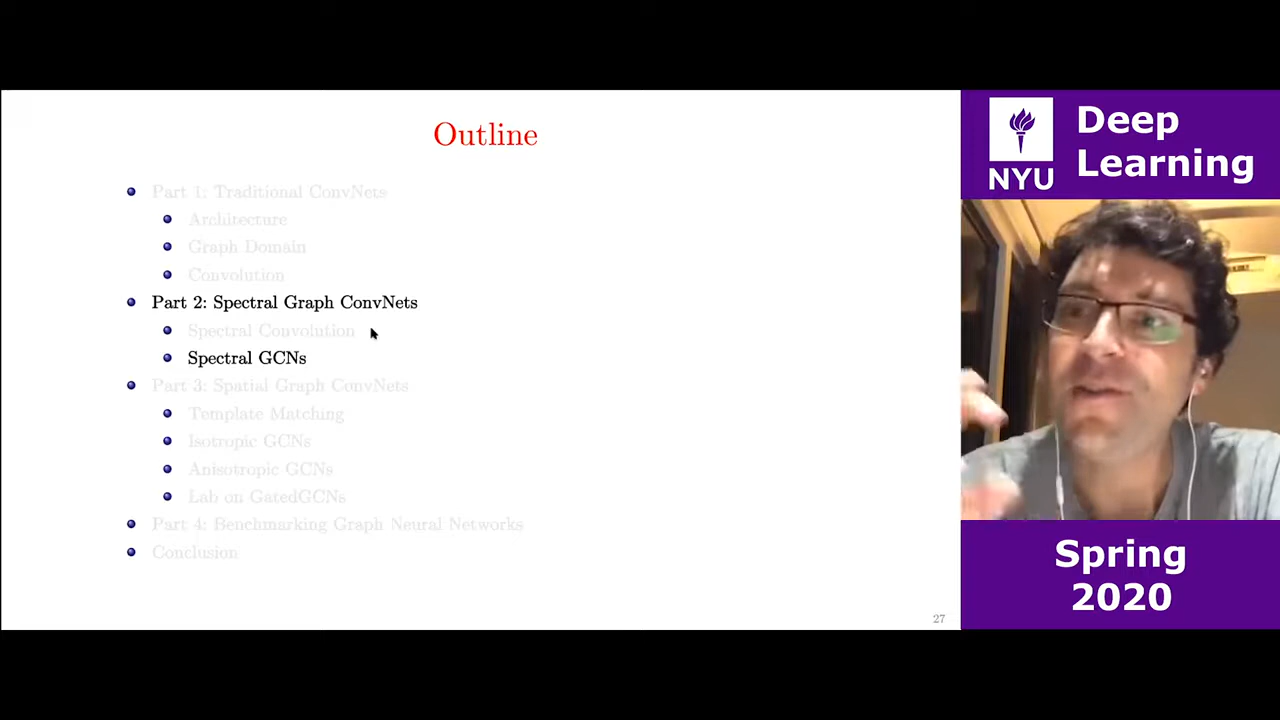 Outline
Part 1: Traditional ConvNets
Architecture
Graph Domain
Convolution
Part 2: Spectral Graph ConvNets
Spectral Convolution
Spectral GCNs
Part 3: Spatial Graph ConvNets
Template Matching
Isotropic GCNs
Anisotropic GCNs
Lab on GatedGCNs
Part 4: Benchmarking Graph Neural Networks
Conclusion
27
NYU
Deep
Learning
Spring
2020